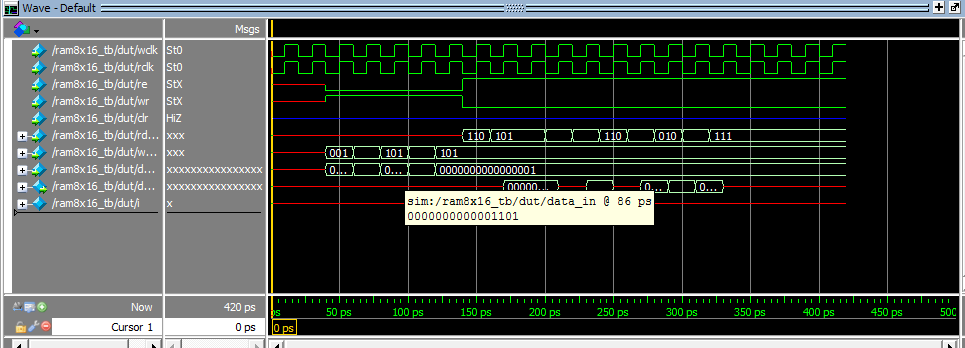 Wave - Default
Msgs
/ram8x16_tb/dut/wclk St0
/ram8x16_tb/dut/rclk St0
/ram8x16_tb/dut/re StX
/ram8x16_tb/dut/wr StX
/ram8x16_tb/dut/clr HiZ
/ram8x16_tb/dut/rd... xxx 110 101 110 010 111
/ram8x16_tb/dut/w... xxx 001 101 101
/ram8x16_tb/dut/d... xxxxxxxxxxxxxxxx 0... 0... 0000000000000001
/ram8x16_tb/dut/d... xxxxxxxxxxxxxxxx 00000... 0... 0...
/ram8x16_tb/dut/i x
sim:/ram8x16_tb/dut/data_in @ 86 ps
0000000000001101
Now 420 ps
ps 50 ps 100 ps 150 ps 200 ps 250 ps 300 ps 350 ps 400 ps 450 ps 500
Cursor 1 0 ps 0 ps